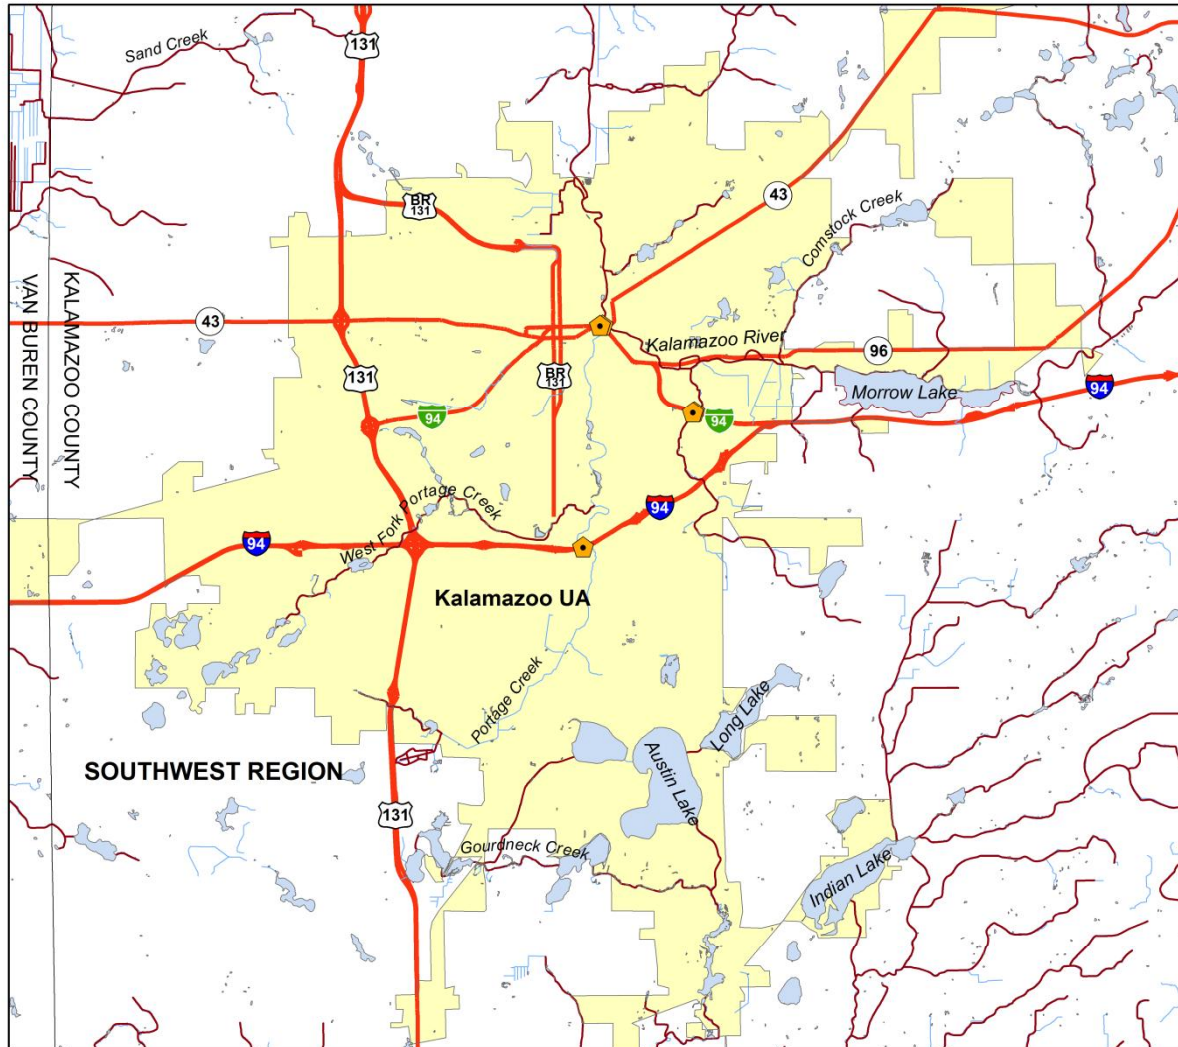 Sand Creek
131
BR
131
43
Comstock Creek
KALAMAZOO COUNTY
VAN BUREN COUNTY
43
Kalamazoo River
96
131
BR
131
94
94
Morrow Lake
94
West Fork Portage Creek
94
94
Kalamazoo UA
Portage Creek
Long Lake
Austin Lake
SOUTHWEST REGION
131
Gourdneck Creek
Indian Lake